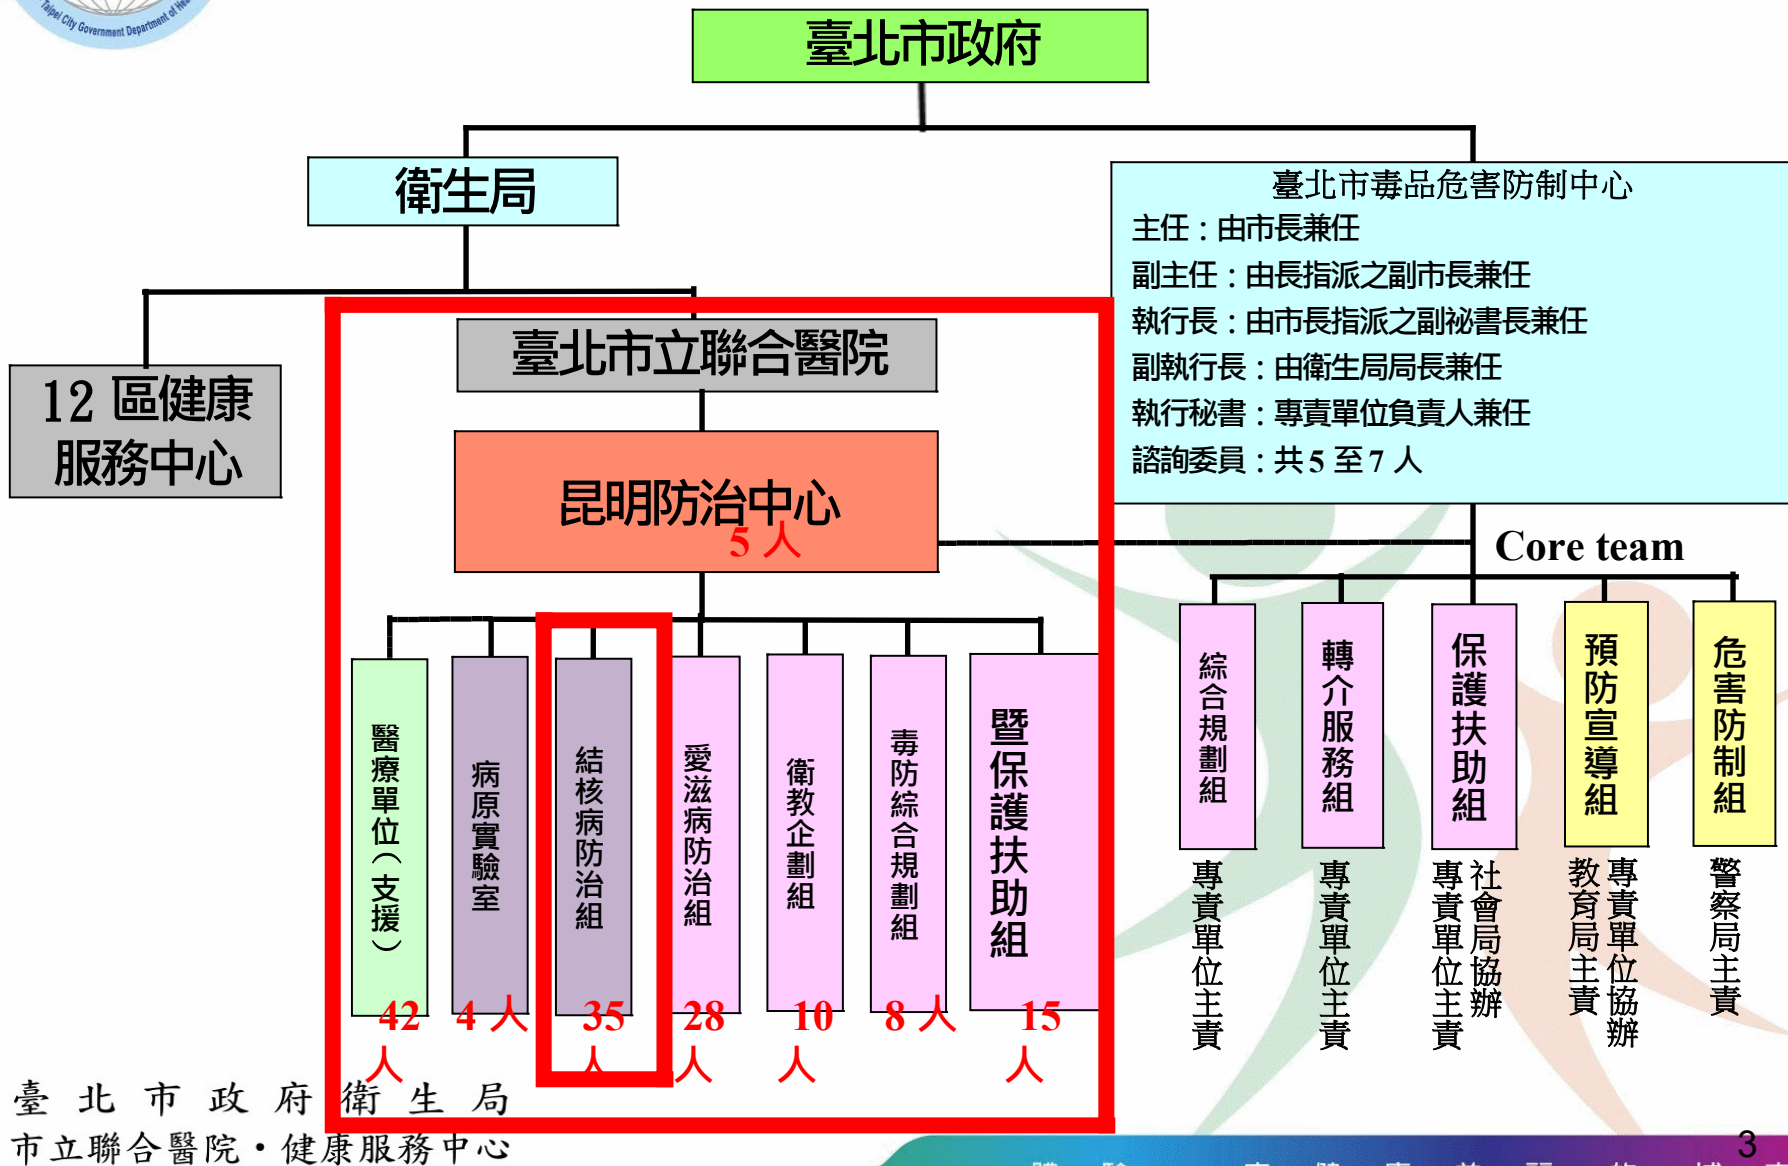 Taipei City Government Department of
臺北市政府
衛生局
臺北市毒品危害防制中心
主任：由市長兼任
副主任：由長指派之副市長兼任
執行長：由市長指派之副祕書長兼任
副執行長：由衛生局局長兼任
執行秘書：專責單位負責人兼任
諮詢委員：共5 至7 人
臺北市立聯合醫院
12 區健康
服務中心
昆明防治中心
5 人
Core team
醫療單位（支援）
病原實驗室
結核病防治組
愛滋病防治組
衛教企劃組
毒防綜合規劃組
暨保護扶助組
42
人
4 人
35
人
28
人
10
人
8 人
15
人
綜合規劃組
轉介服務組
保護扶助組
預防宣導組
危害防制組
專責單位主責
專責單位主責
社會局協辦
專責單位主責
專責單位協辦
教育局主責
警察局主責
臺北市政府衛生局
市立聯合醫院・健康服務中心
3